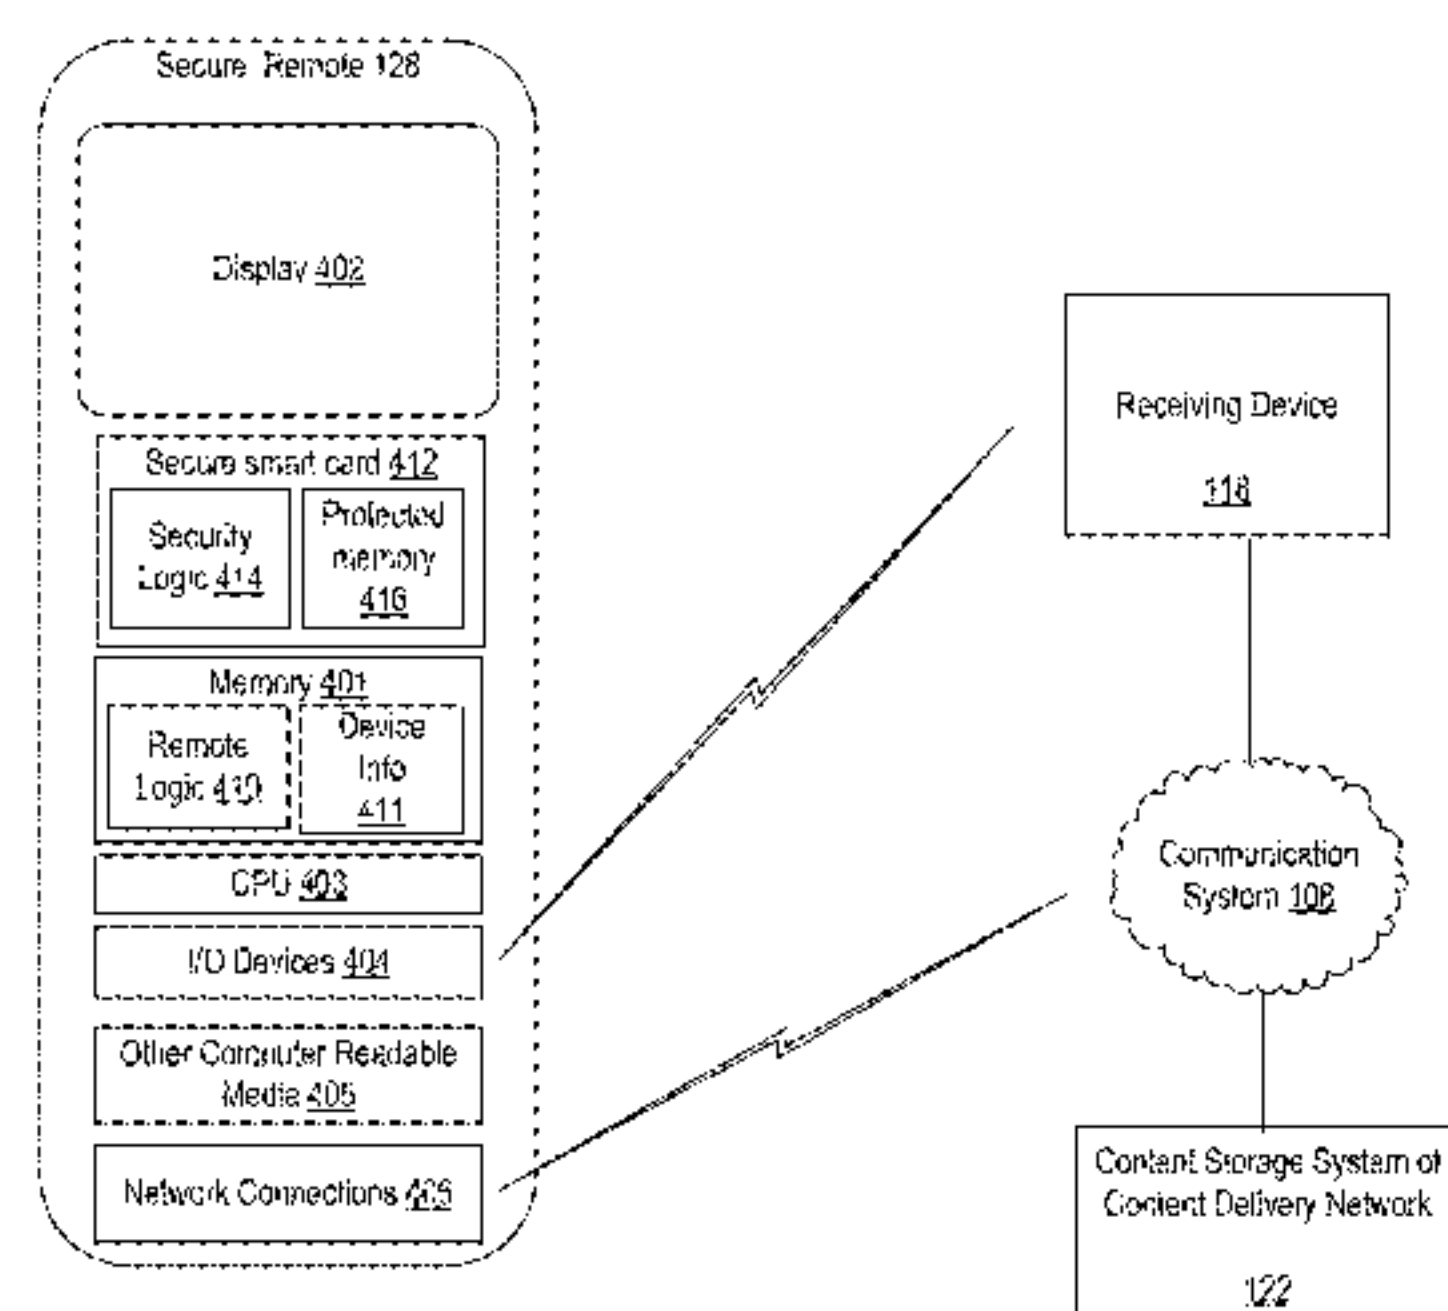 Secure Remote 128
Display 402
Secure smart card 412
Security
Logic 414
Protected
memory
416
Memory 401
Remote
Logic 410
Device
Info
411
CPU 403
I/O Devices 404
Other Computer Readable
Media 405
Network Connections 406
Receiving Device
118
Communication
System 108
Content Storage System of
Content Delivery Network
122